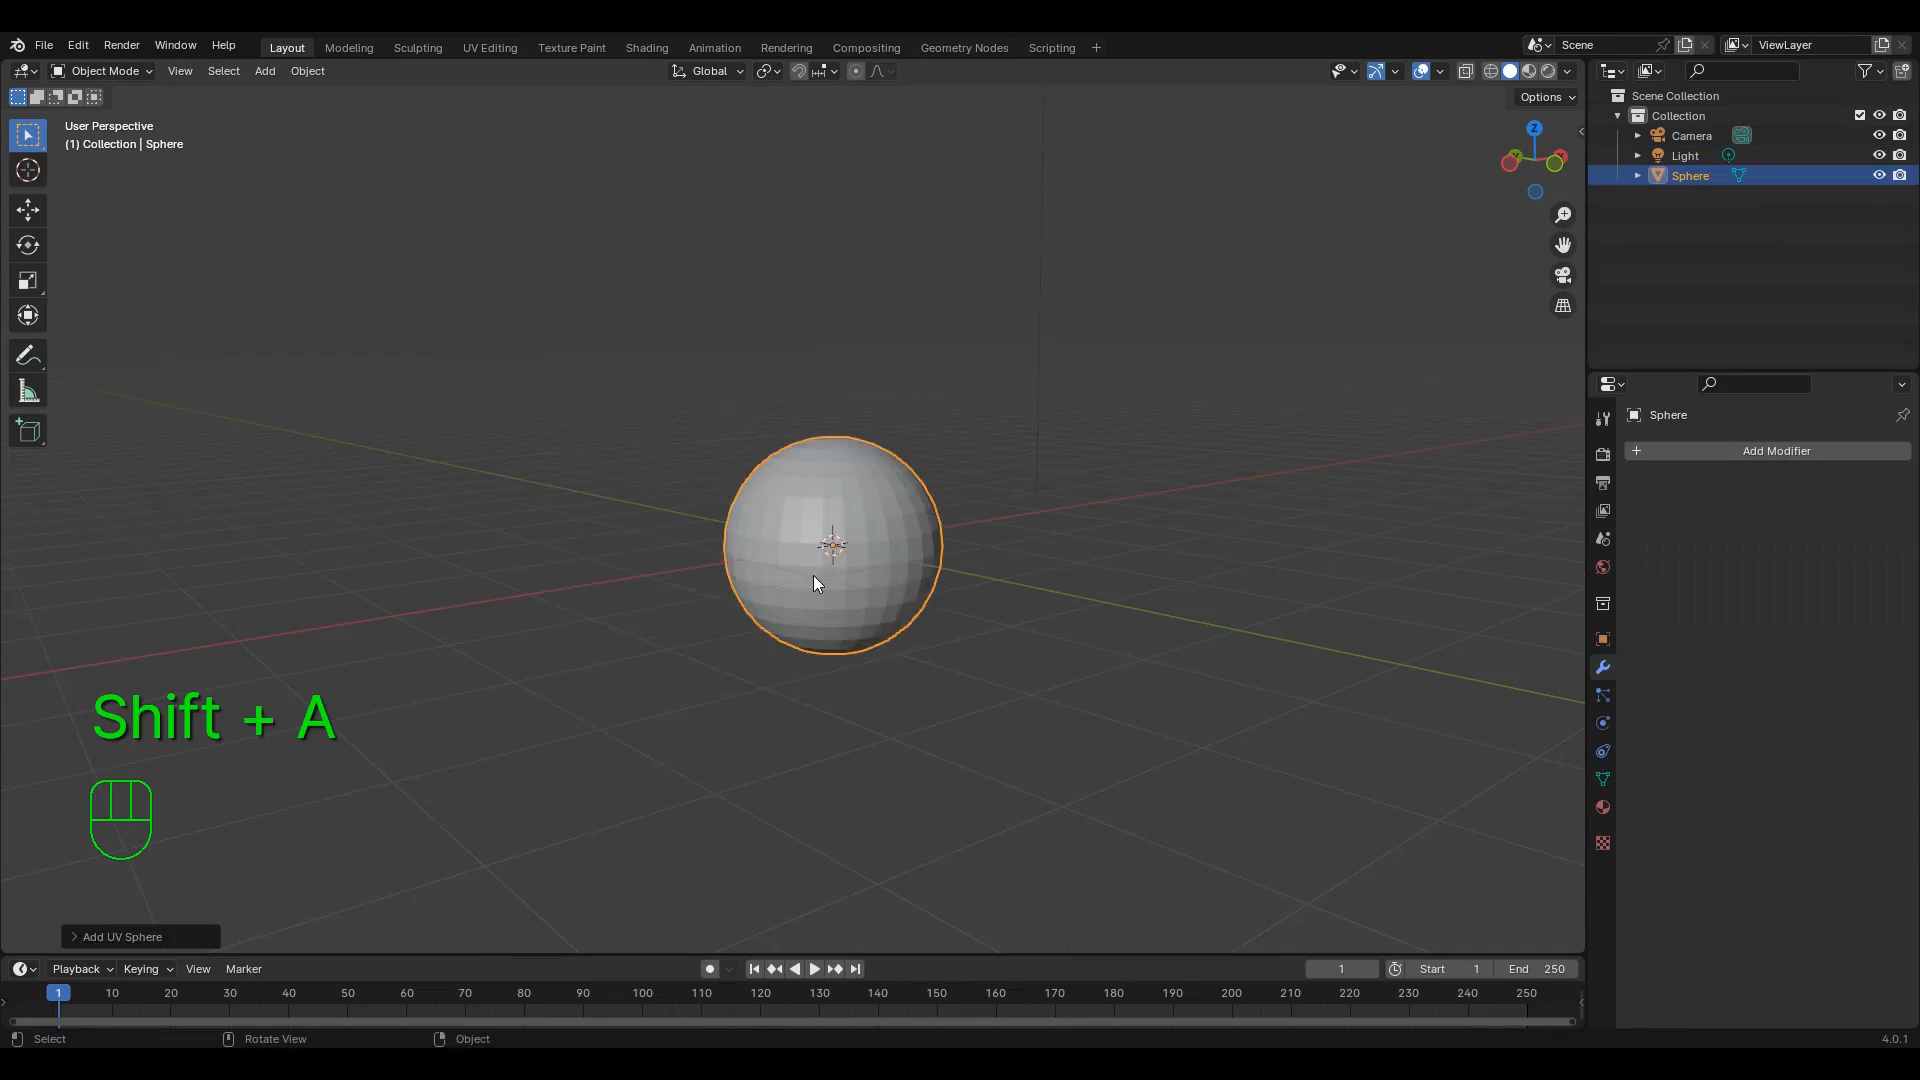 File Edit Render Window Help Layout Modeling Sculpting UV Editing Texture Paint Shading Animation Rendering Compositing Geometry Nodes Scripting + Scene ViewLayer
Object Mode View Select Add Object Global
Options
User Perspective
(1) Collection | Sphere
Z
Scene Collection
Collection
Camera
Light
Sphere
Sphere
+ Add Modifier
Shift + A
> Add UV Sphere
Playback Keying View Marker 1 Start 1 End 250
1 10 20 30 40 50 60 70 80 90 100 110 120 130 140 150 160 170 180 190 200 210 220 230 240 250
Select Rotate View Object 4.0.1